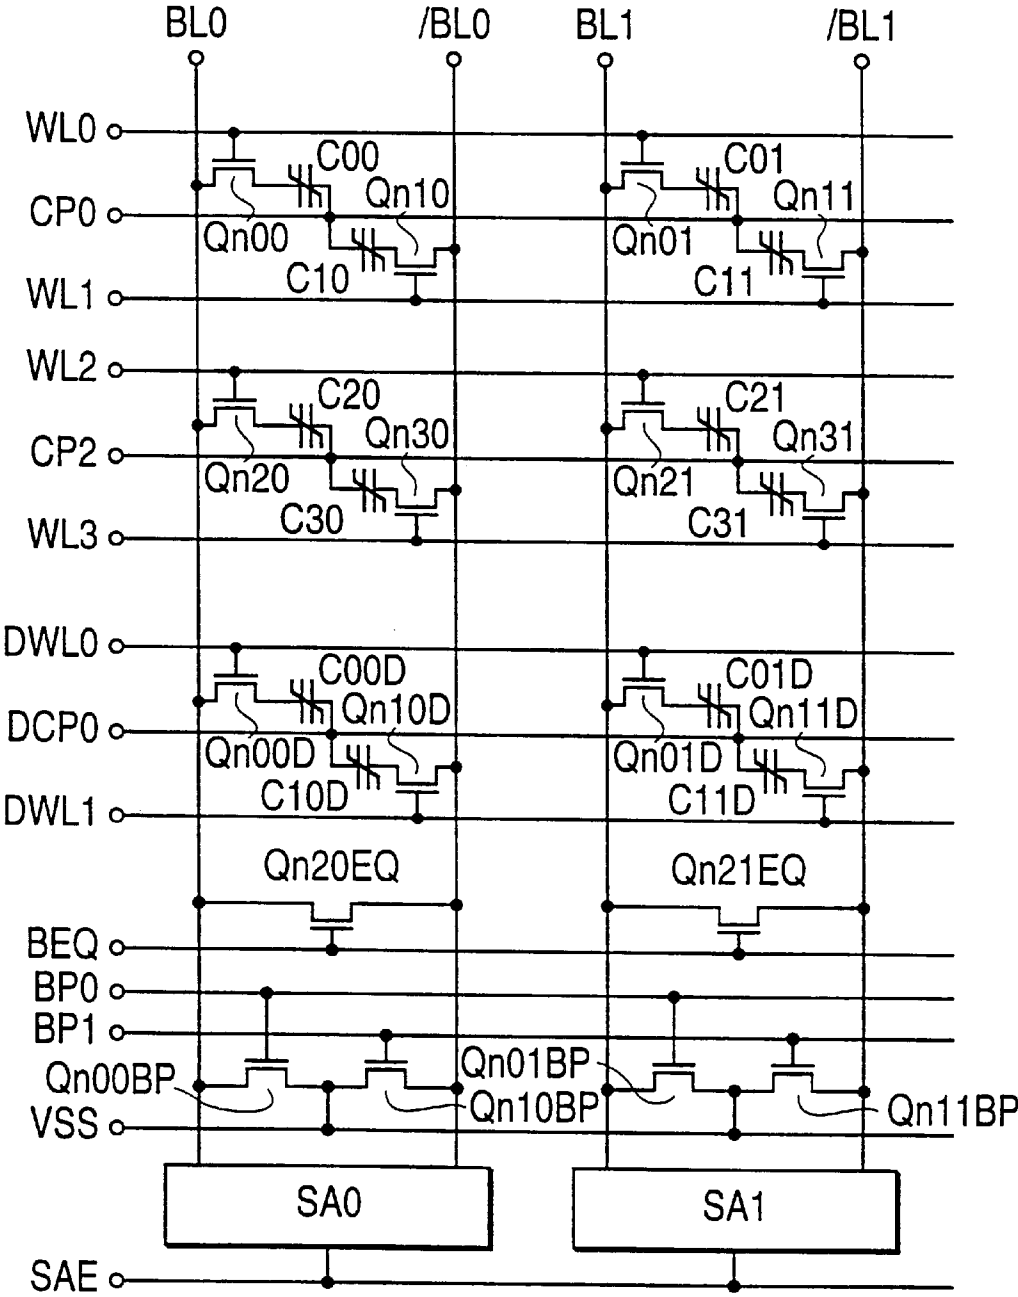 BL0 /BL0 BL1 /BL1
WL0
C00 C01
Qn10 Qn11
CP0
Qn00 Qn01
C10 C11
WL1
WL2
C20 C21
Qn30 Qn31
CP2
Qn20 Qn21
C30 C31
WL3
DWL0
C00D C01D
Qn10D Qn11D
DCP0
Qn00D Qn01D
C10D C11D
DWL1
Qn20EQ Qn21EQ
BEQ
BP0
BP1
Qn00BP Qn01BP
Qn10BP Qn11BP
VSS
SA0 SA1
SAE